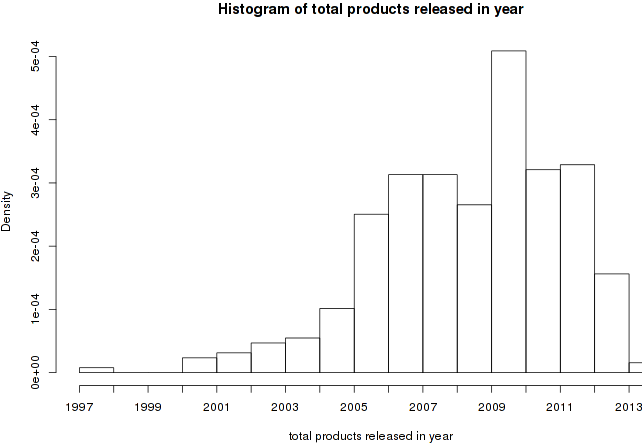 Histogram of total products released in year
Density
5e-04
4e-04
3e-04
2e-04
1e-04
0e+00
1997 1999 2001 2003 2005 2007 2009 2011 2013
total products released in year